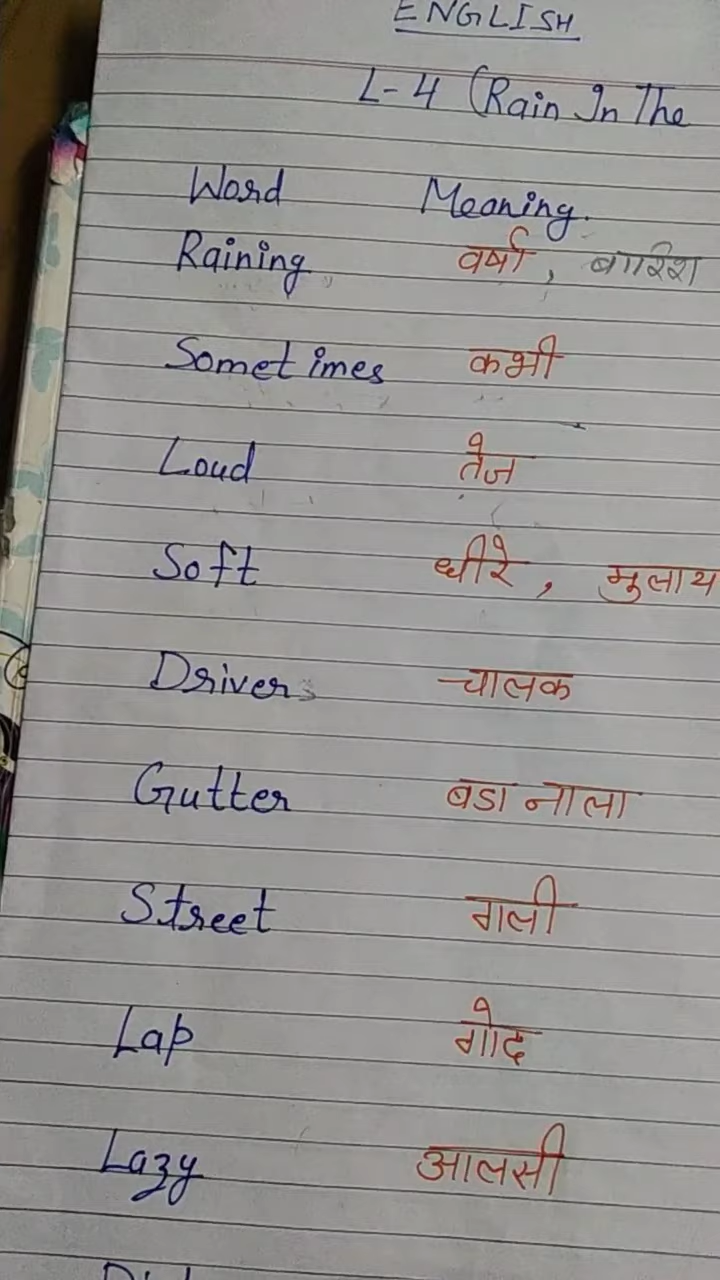 ENGLISH
L-4 (Rain In The
Word Meaning.
Raining वर्षा, बारिश
Sometimes कभी
Loud तेज
Soft धीरे, मुलाय
Driver चालक
Gutter बडा नाला
Street गली
Lap गोद
Lazy आलसी